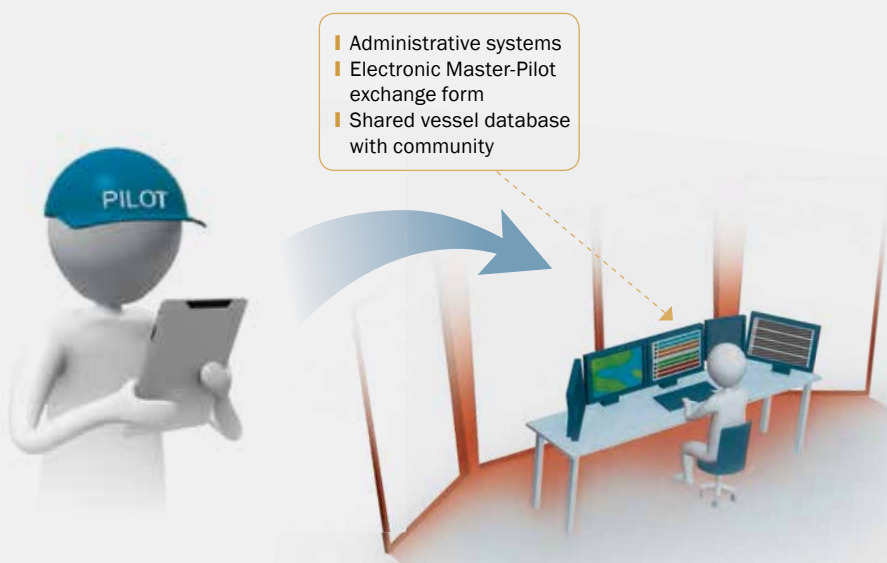 Administrative systems
Electronic Master-Pilot
exchange form
Shared vessel database
with community
PILOT